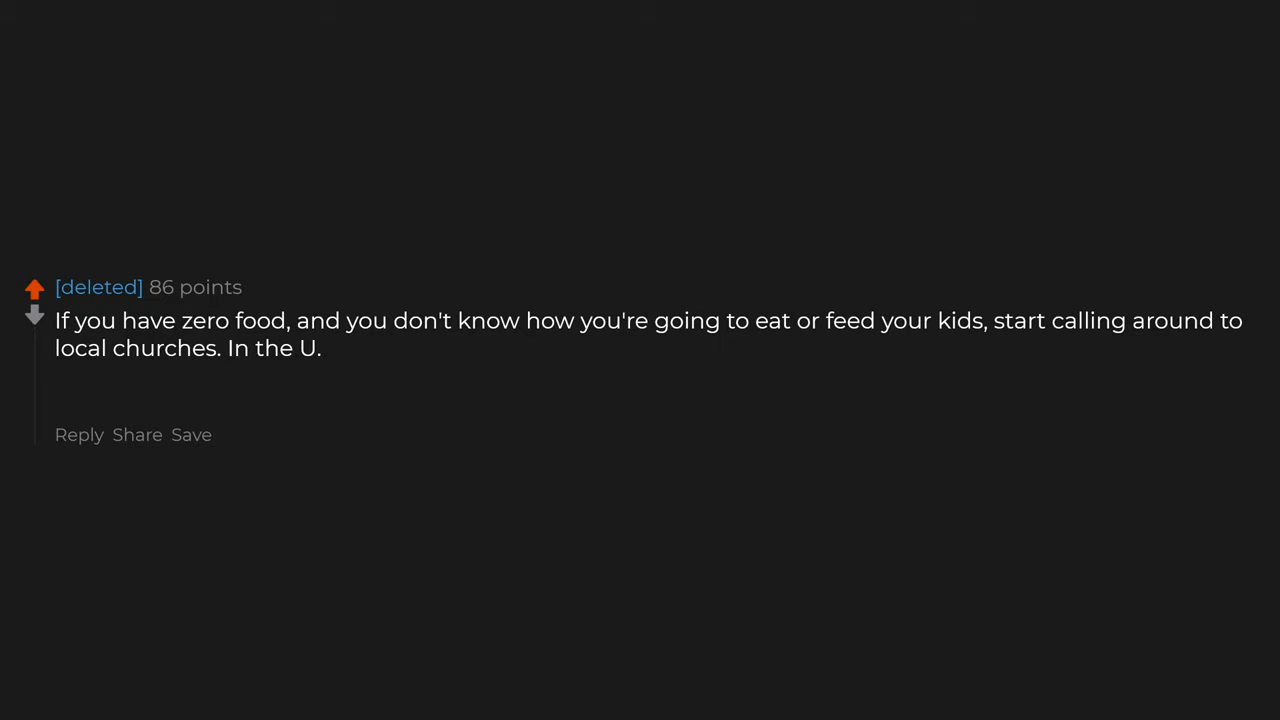 [deleted] 86 points
If you have zero food, and you don't know how you're going to eat or feed your kids, start calling around to
local churches. In the U.
Reply Share Save